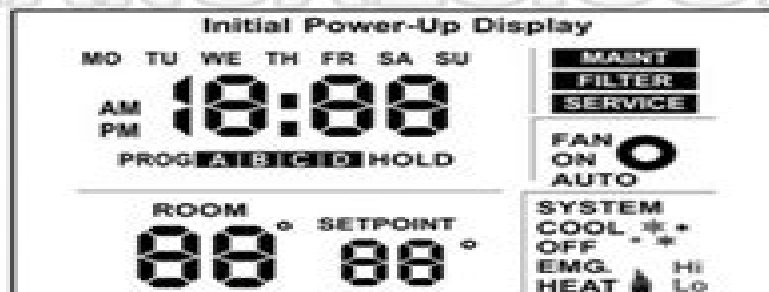 Initial Power-Up Display
MO TU WE TH FR SA SU
AM
PM
18:88
PROG A B C D HOLD
MAINT
FILTER
SERVICE
FAN
ON
AUTO
ROOM
88°
SETPOINT
88°
SYSTEM
COOL
OFF
EMG.
HEAT
Hi
Lo